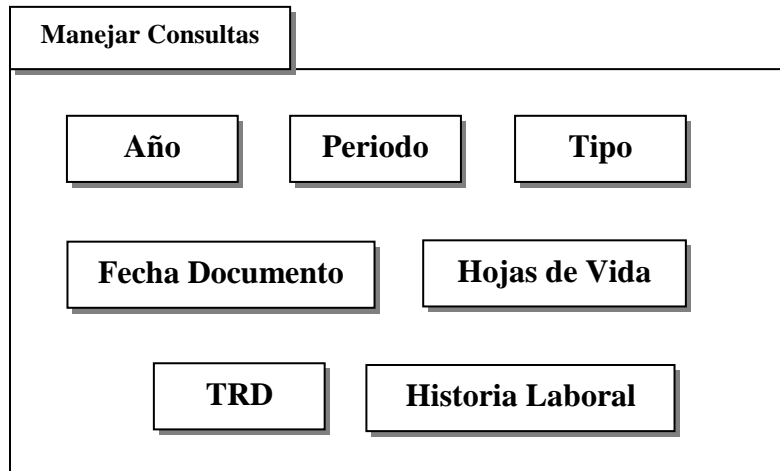 Manejar Consultas
Año
Periodo
Tipo
Fecha Documento
Hojas de Vida
TRD
Historia Laboral